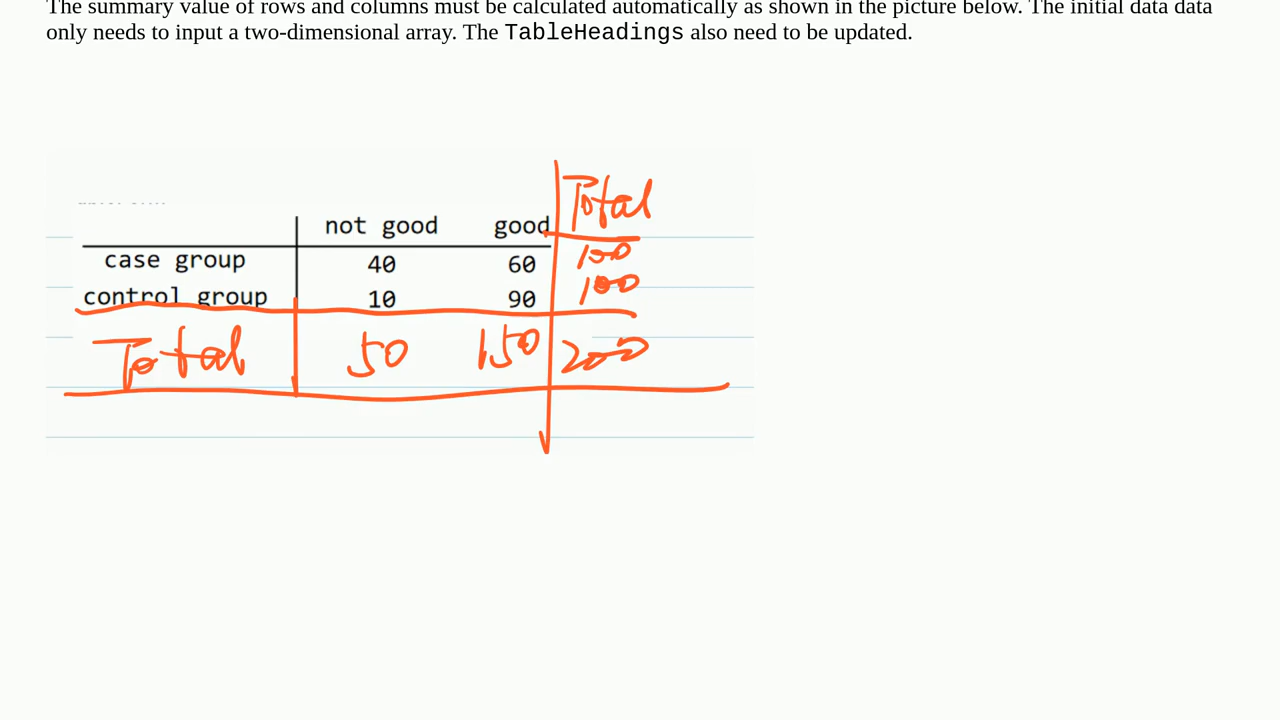 The summary value of rows and columns must be calculated automatically as shown in the picture below. The initial data data
only needs to input a two-dimensional array. The TableHeadings also need to be updated.
not good good Total
case group 40 60 100
control group 10 90 100
Total 50 150 200